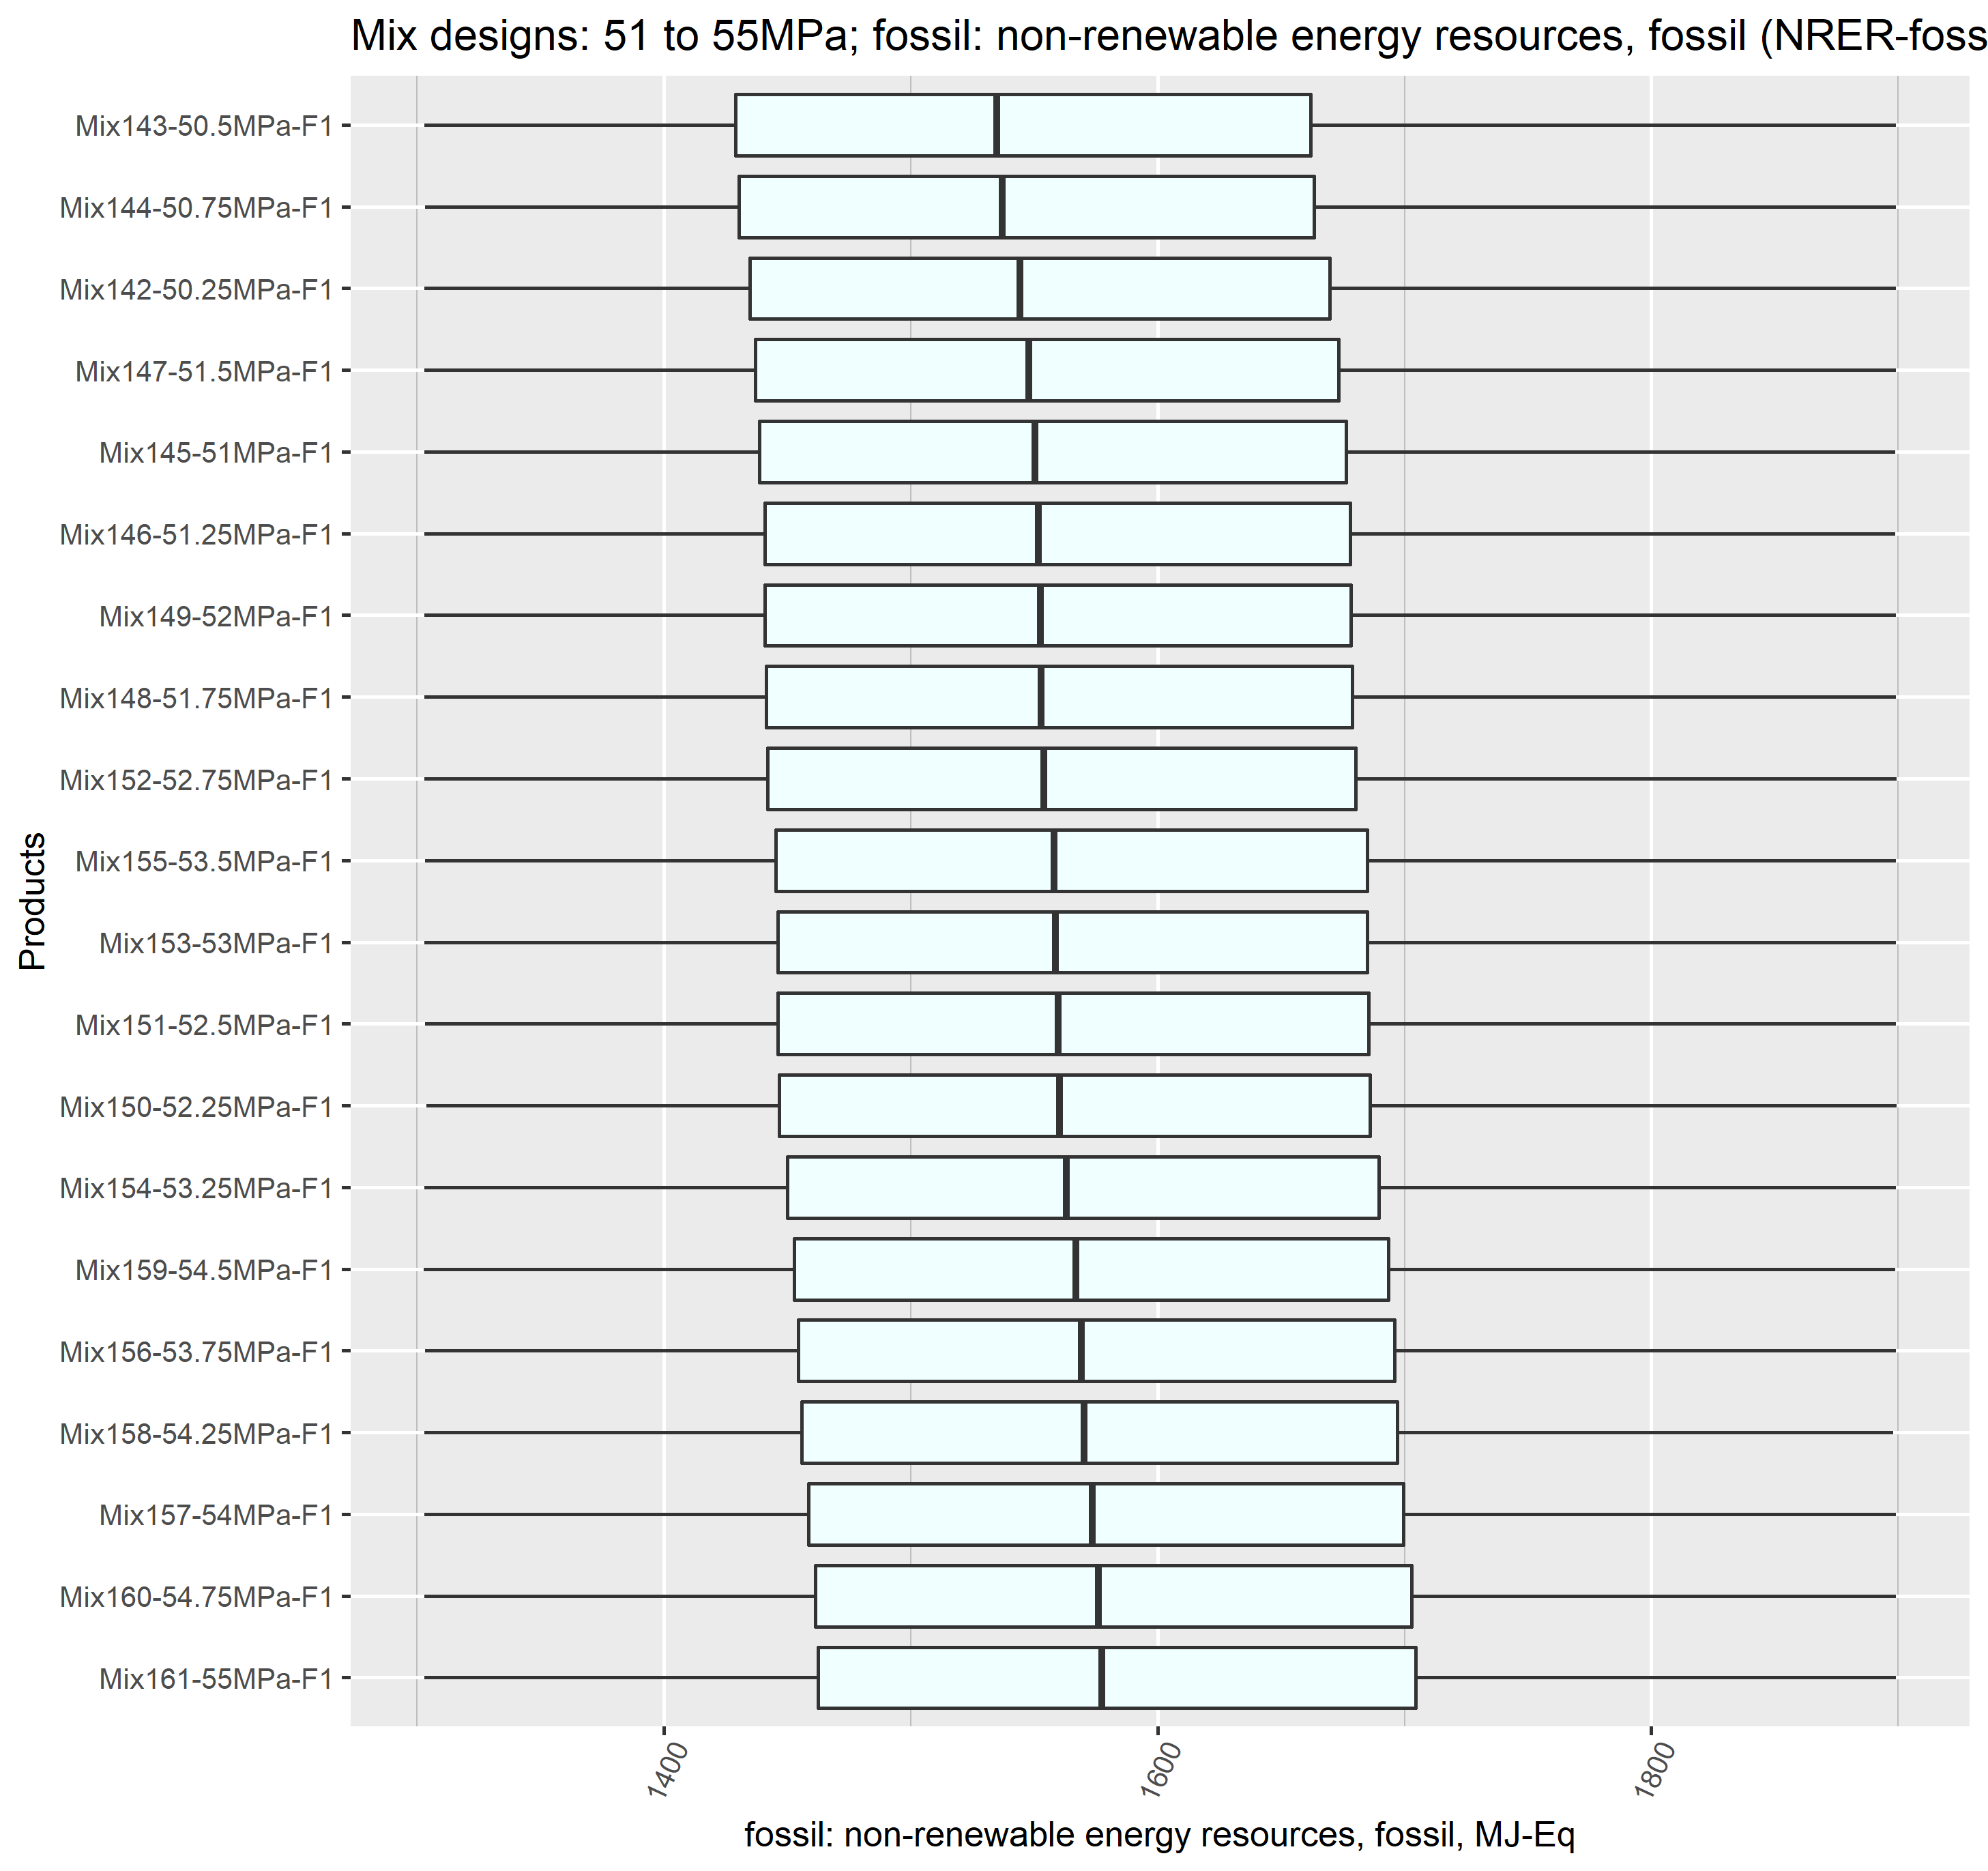 Mix designs: 51 to 55MPa; fossil: non-renewable energy resources, fossil (NRER-foss
Mix143-50.5MPa-F1
Mix144-50.75MPa-F1
Mix142-50.25MPa-F1
Mix147-51.5MPa-F1
Mix145-51MPa-F1
Mix146-51.25MPa-F1
Mix149-52MPa-F1
Mix148-51.75MPa-F1
Mix152-52.75MPa-F1
Mix155-53.5MPa-F1
Mix153-53MPa-F1
Mix151-52.5MPa-F1
Mix150-52.25MPa-F1
Mix154-53.25MPa-F1
Mix159-54.5MPa-F1
Mix156-53.75MPa-F1
Mix158-54.25MPa-F1
Mix157-54MPa-F1
Mix160-54.75MPa-F1
Mix161-55MPa-F1
Products
1400
1600
1800
fossil: non-renewable energy resources, fossil, MJ-Eq